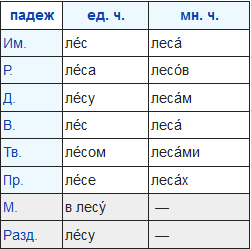 падеж ед. ч. мн. ч.
Им. ле́с леса́
Р. ле́са лесо́в
Д. ле́су леса́м
В. ле́с леса́
Тв. ле́сом леса́ми
Пр. ле́се леса́х
М. в лесу́ —
Разд. ле́су —